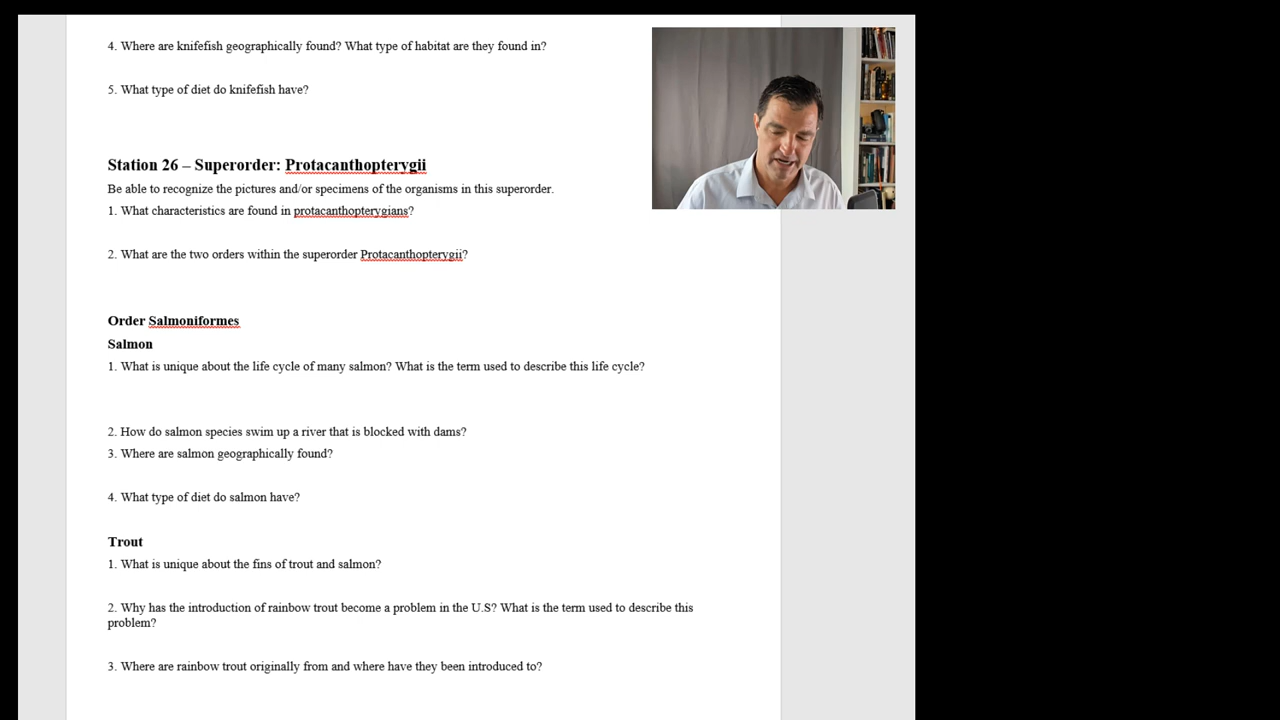 4. Where are knifefish geographically found? What type of habitat are they found in?
5. What type of diet do knifefish have?
Station 26 – Superorder: Protacanthopterygii
Be able to recognize the pictures and/or specimens of the organisms in this superorder.
1. What characteristics are found in protacanthopterygians?
2. What are the two orders within the superorder Protacanthopterygii?
Order Salmoniformes
Salmon
1. What is unique about the life cycle of many salmon? What is the term used to describe this life cycle?
2. How do salmon species swim up a river that is blocked with dams?
3. Where are salmon geographically found?
4. What type of diet do salmon have?
Trout
1. What is unique about the fins of trout and salmon?
2. Why has the introduction of rainbow trout become a problem in the U.S? What is the term used to describe this
problem?
3. Where are rainbow trout originally from and where have they been introduced to?